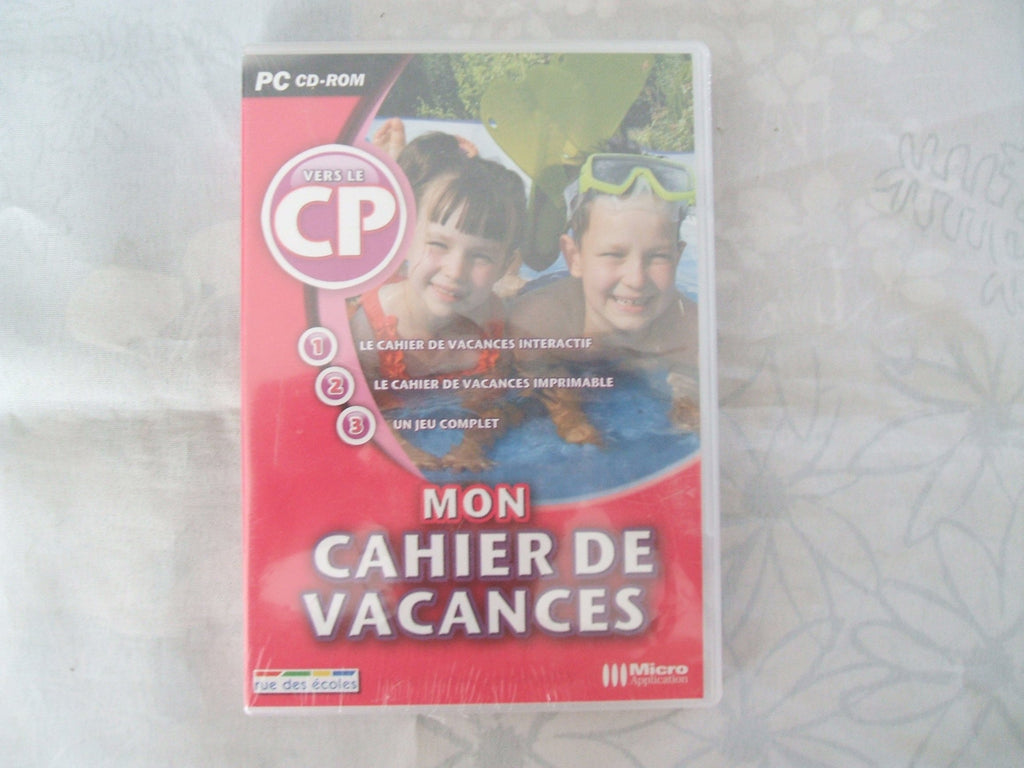 PC CD-ROM
VERS LE
CP
1 LE CAHIER DE VACANCES INTERACTIF
2 LE CAHIER DE VACANCES IMPRIMABLE
3 UN JEU COMPLET
MON
CAHIER DE
VACANCES
rue des écoles
Micro
Application